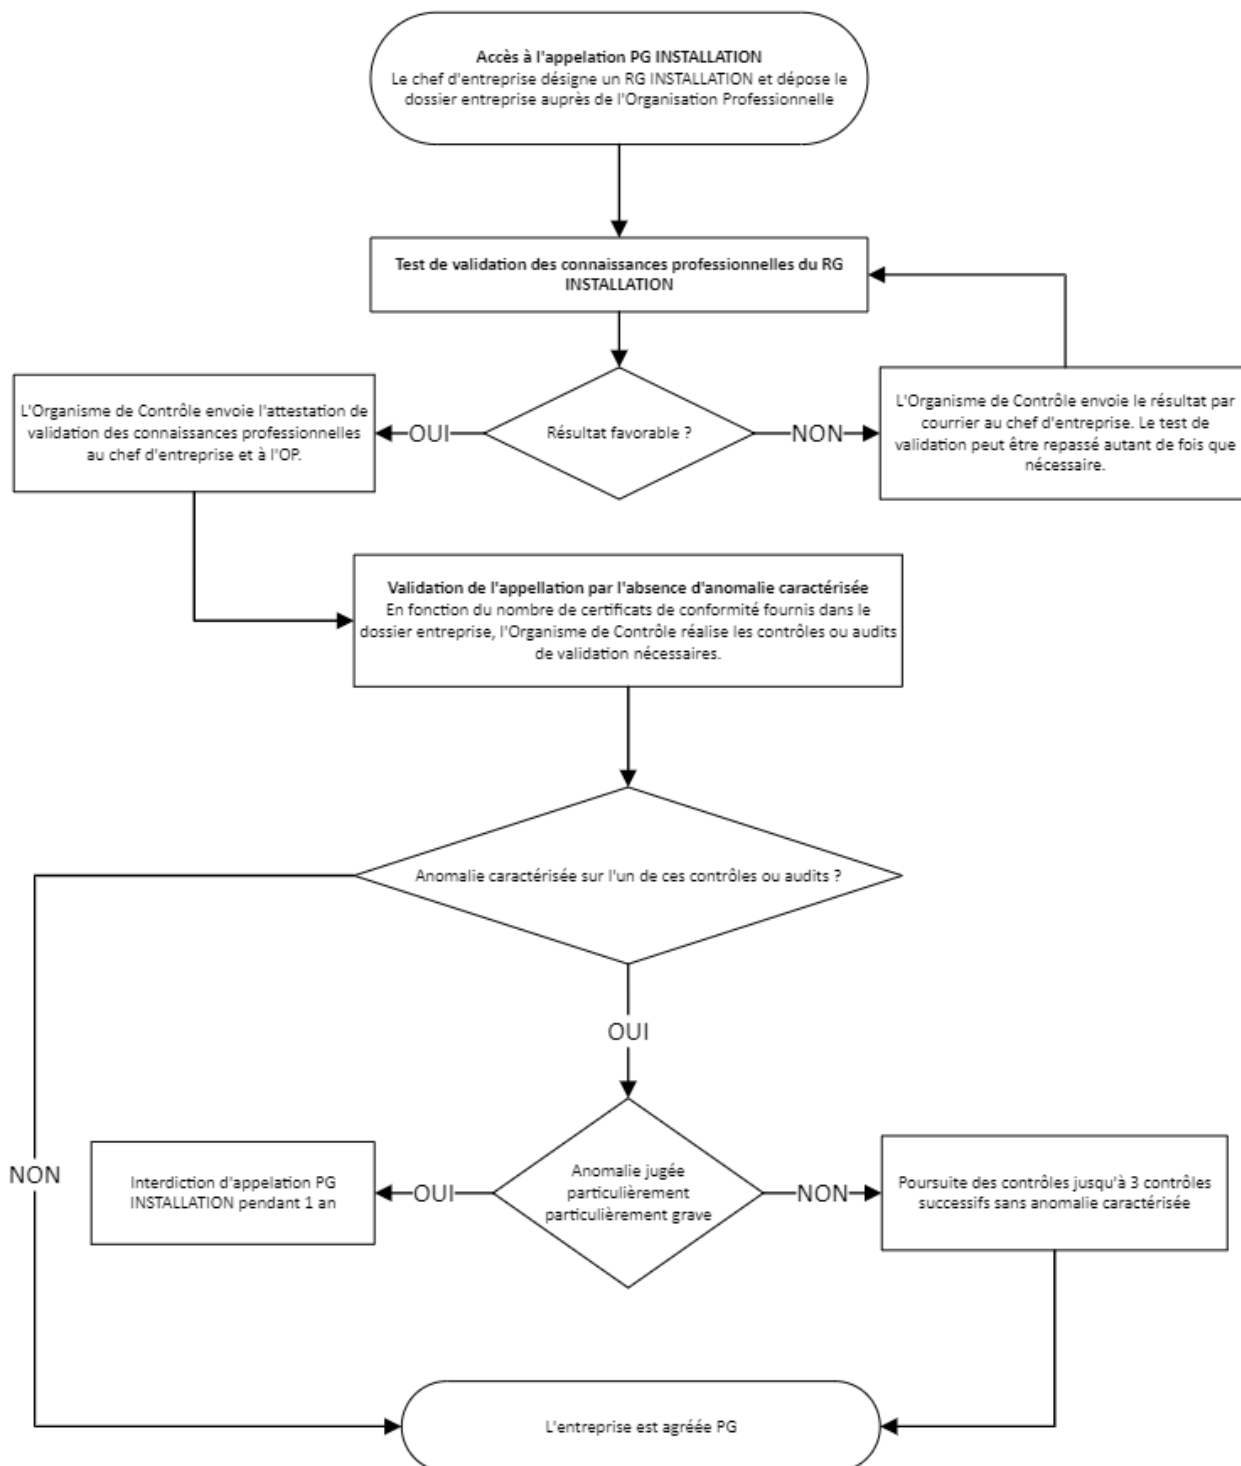 Accès à l'appelation PG INSTALLATION
Le chef d'entreprise désigne un RG INSTALLATION et dépose le
dossier entreprise auprès de l'Organisation Professionnelle
Test de validation des connaissances professionnelles du RG
INSTALLATION
L'Organisme de Contrôle envoie l'attestation de
validation des connaissances professionnelles
au chef d'entreprise et à l'OP.
OUI
Résultat favorable ?
NON
L'Organisme de Contrôle envoie le résultat par
courrier au chef d'entreprise. Le test de
validation peut être repassé autant de fois que
nécessaire.
Validation de l'appellation par l'absence d'anomalie caractérisée
En fonction du nombre de certificats de conformité fournis dans le
dossier entreprise, l'Organisme de Contrôle réalise les contrôles ou audits
de validation nécessaires.
Anomalie caractérisée sur l'un de ces contrôles ou audits ?
OUI
NON
Interdiction d'appelation PG
INSTALLATION pendant 1 an
OUI
Anomalie jugée
particulièrement
particulièrement grave
NON
Poursuite des contrôles jusqu'à 3 contrôles
successifs sans anomalie caractérisée
L'entreprise est agréée PG